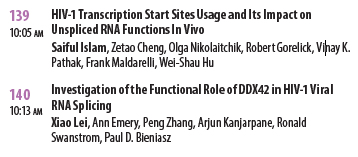 139 HIV-1 Transcription Start Sites Usage and Its Impact on
10:05 AM Unspliced RNA Functions In Vivo
Saiful Islam, Zetao Cheng, Olga Nikolaitchik, Robert Gorelick, Vinay K.
Pathak, Frank Maldarelli, Wei-Shau Hu
140 Investigation of the Functional Role of DDX42 in HIV-1 Viral
10:13 AM RNA Splicing
Xiao Lei, Ann Emery, Peng Zhang, Arjun Kanjarpane, Ronald
Swanstrom, Paul D. Bieniasz